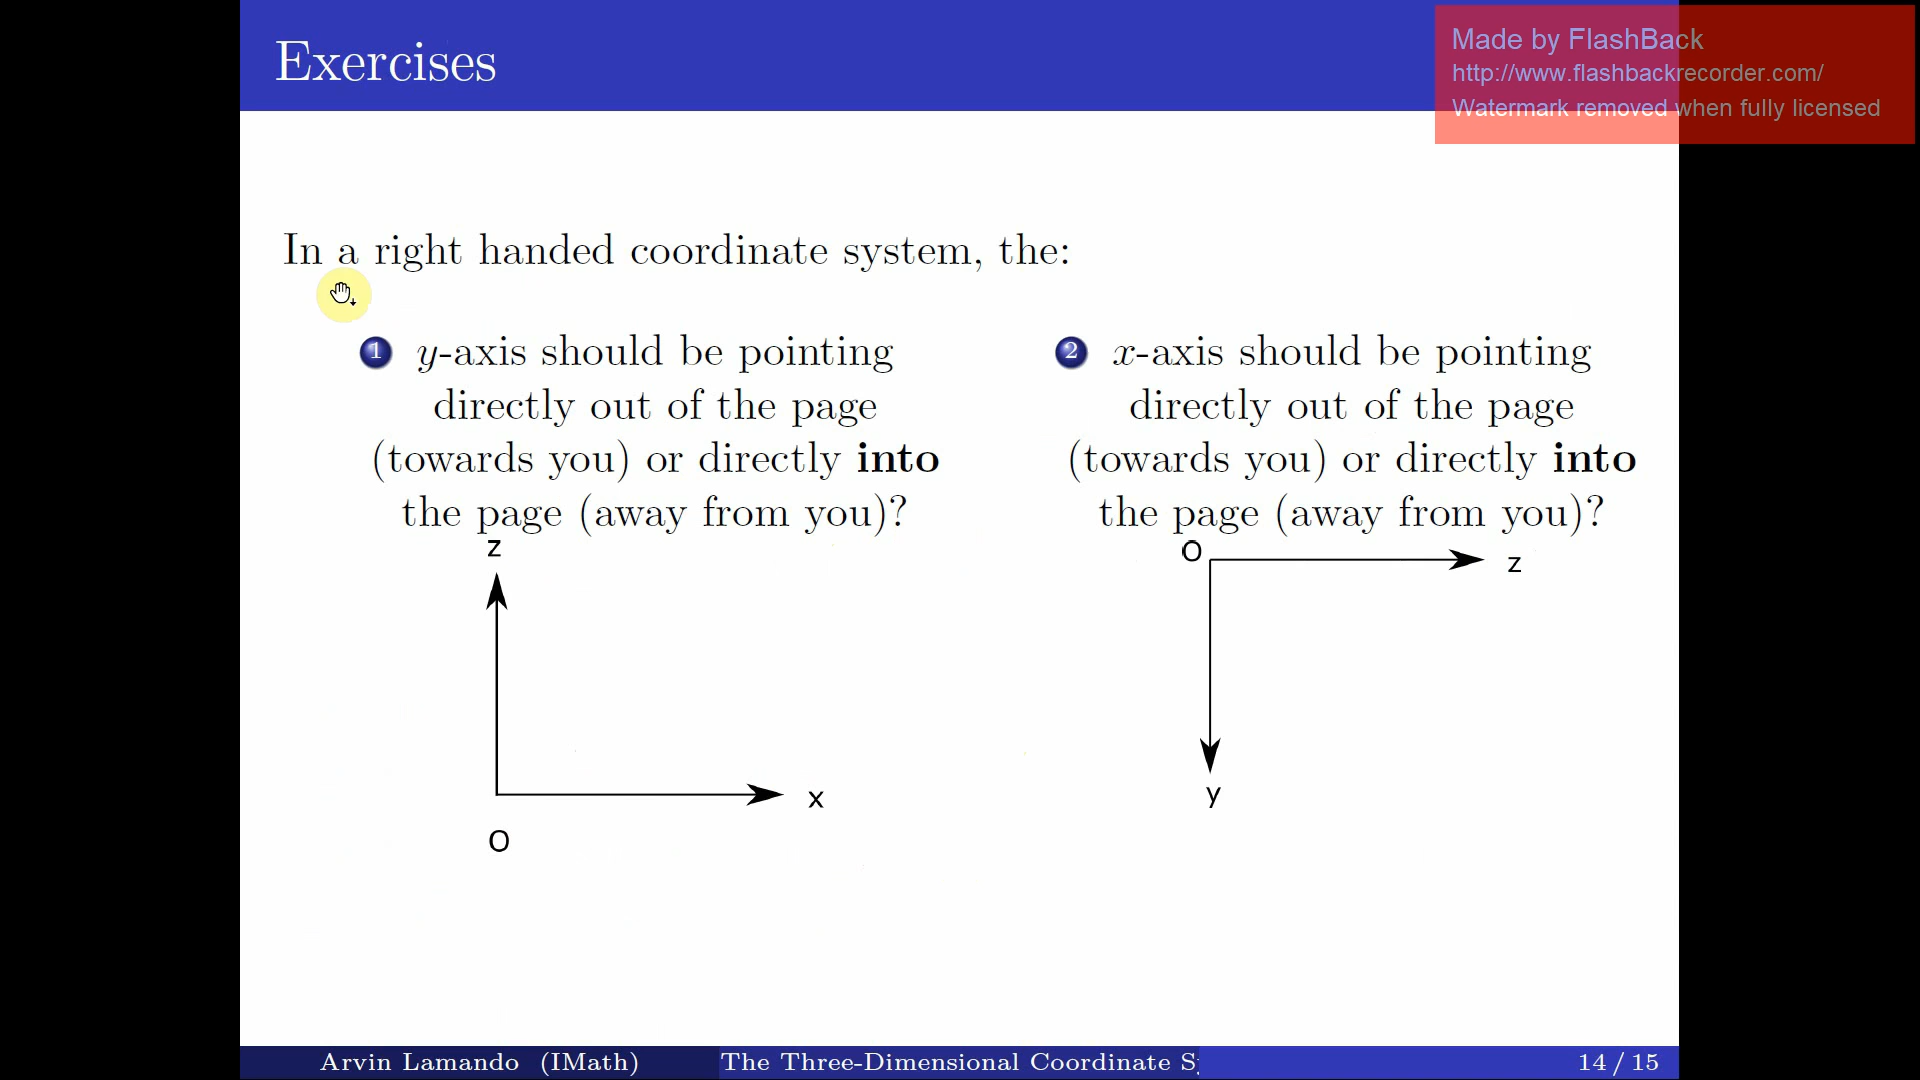 Exercises
Made by FlashBack
http://www.flashbackrecorder.com/
Watermark removed when fully licensed
In a right handed coordinate system, the:
1 y-axis should be pointing
directly out of the page
(towards you) or directly into
the page (away from you)?
z
x
O
2 x-axis should be pointing
directly out of the page
(towards you) or directly into
the page (away from you)?
O
z
y
Arvin Lamando (IMath)
The Three-Dimensional Coordinate S
14 / 15